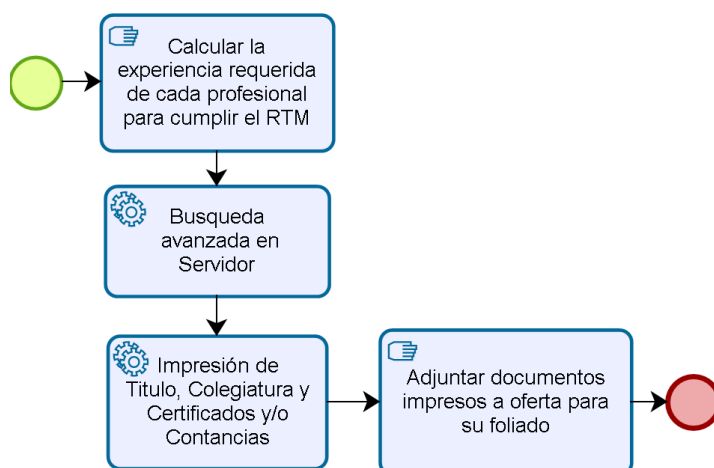 Calcular la
experiencia requerida
de cada profesional
para cumplir el RTM
Busqueda
avanzada en
Servidor
Impresión de
Titulo, Colegiatura y
Certificados y/o
Contancias
Adjuntar documentos
impresos a oferta para
su foliado